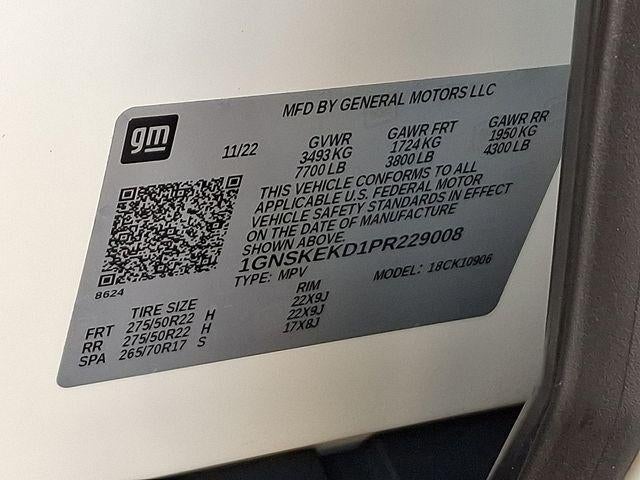 MFD BY GENERAL MOTORS LLC
gm
11/22
GVWR GAWR FRT GAWR RR
3493 KG 1724 KG 1950 KG
7700 LB 3800 LB 4300 LB
THIS VEHICLE CONFORMS TO ALL
APPLICABLE U.S. FEDERAL MOTOR
VEHICLE SAFETY STANDARDS IN EFFECT
ON THE DATE OF MANUFACTURE
SHOWN ABOVE.
1GNSKEKD1PR229008
TYPE: MPV MODEL: 18CK10906
8624
TIRE SIZE RIM
FRT 275/50R22 H 22X9J
RR 275/50R22 H 22X9J
SPA 265/70R17 S 17X8J